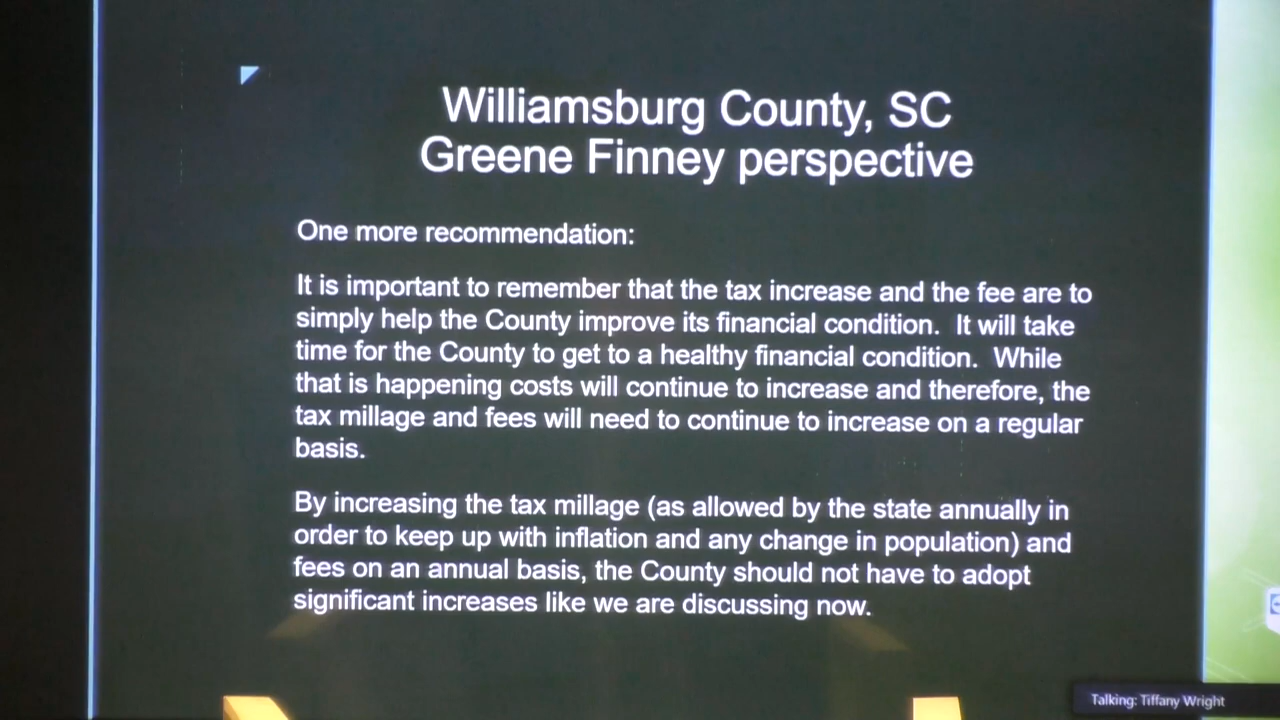 Williamsburg County, SC
Greene Finney perspective
One more recommendation:
It is important to remember that the tax increase and the fee are to
simply help the County improve its financial condition.  It will take
time for the County to get to a healthy financial condition.  While
that is happening costs will continue to increase and therefore, the
tax millage and fees will need to continue to increase on a regular
basis.
By increasing the tax millage (as allowed by the state annually in
order to keep up with inflation and any change in population) and
fees on an annual basis, the County should not have to adopt
significant increases like we are discussing now.
Talking: Tiffany Wright